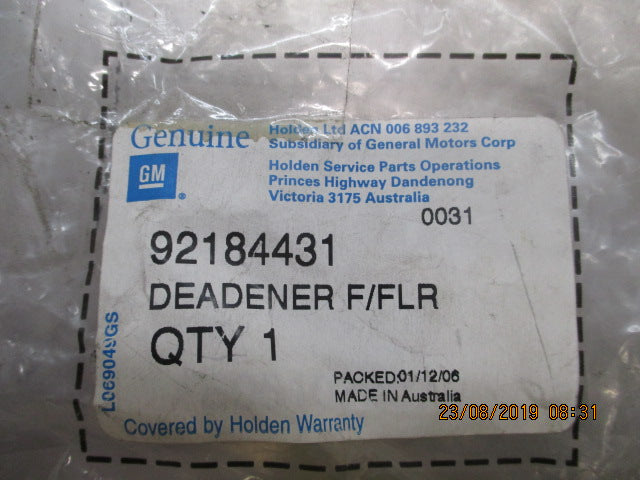 Genuine
GM
Holden Ltd ACN 006 893 232
Subsidiary of General Motors Corp
Holden Service Parts Operations
Princes Highway Dandenong
Victoria 3175 Australia
0031
92184431
DEADENER F/FLR
QTY 1
PACKED:01/12/06
MADE IN Australia
Covered by Holden Warranty
23/08/2019 08:31